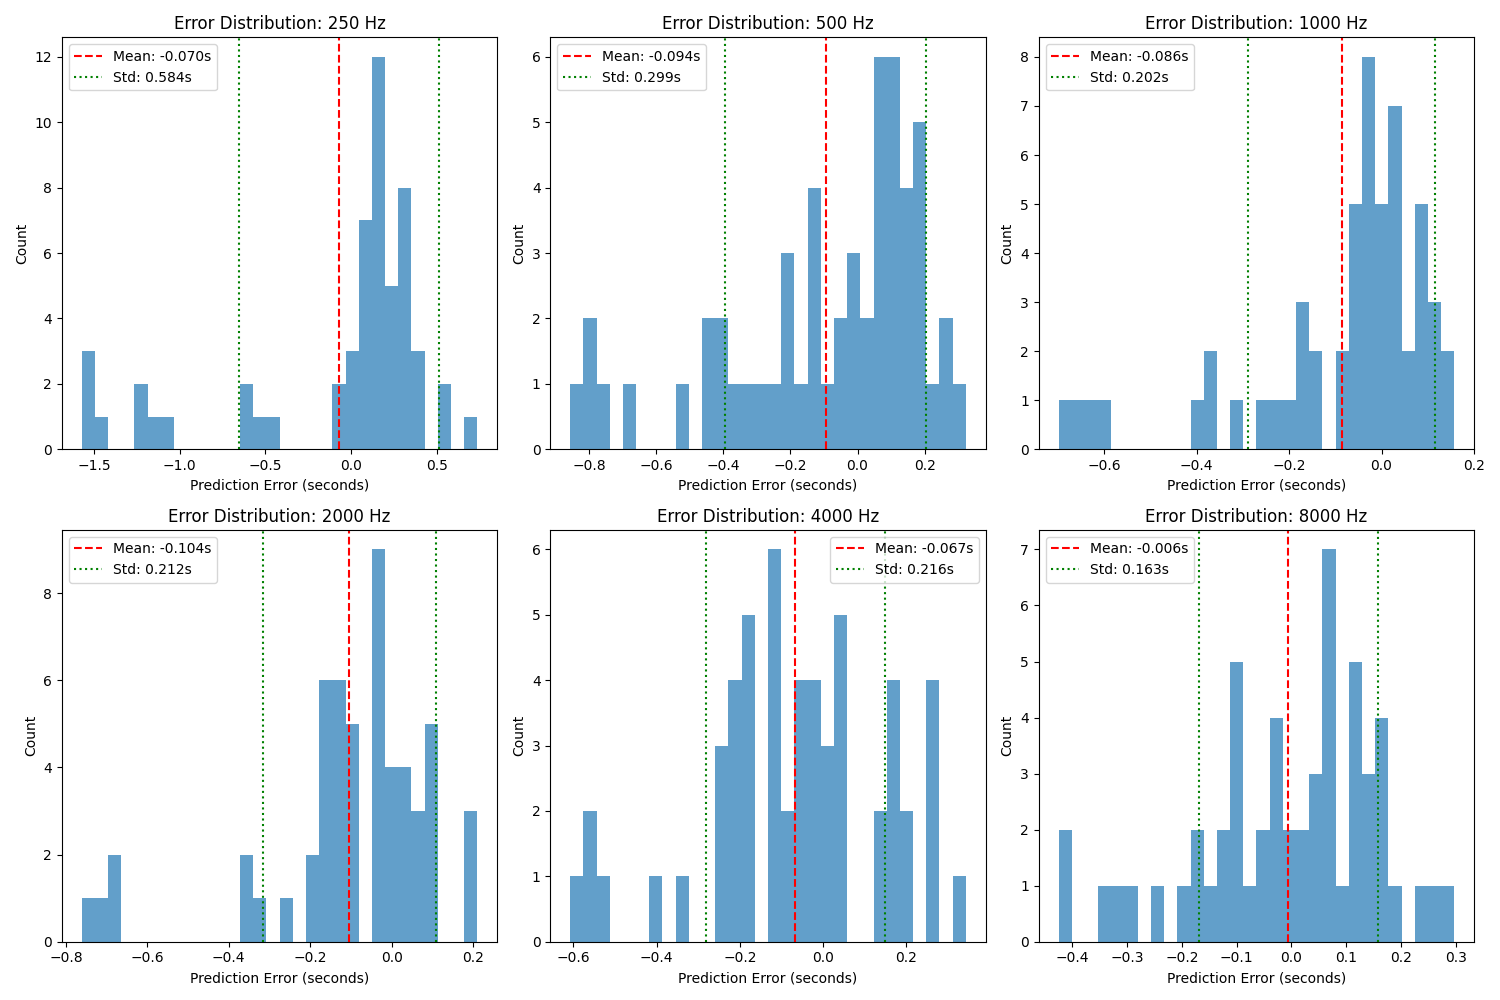 Error Distribution: 250 Hz
Mean: -0.070s
Std: 0.584s
12
10
8
6
4
2
0
Count
−1.5 −1.0 −0.5 0.0 0.5
Prediction Error (seconds)
Error Distribution: 500 Hz
Mean: -0.094s
Std: 0.299s
6
5
4
3
2
1
0
Count
−0.8 −0.6 −0.4 −0.2 0.0 0.2
Prediction Error (seconds)
Error Distribution: 1000 Hz
Mean: -0.086s
Std: 0.202s
8
7
6
5
4
3
2
1
0
Count
−0.6 −0.4 −0.2 0.0 0.2
Prediction Error (seconds)
Error Distribution: 2000 Hz
Mean: -0.104s
Std: 0.212s
8
6
4
2
0
Count
−0.8 −0.6 −0.4 −0.2 0.0 0.2
Prediction Error (seconds)
Error Distribution: 4000 Hz
Mean: -0.067s
Std: 0.216s
6
5
4
3
2
1
0
Count
−0.6 −0.4 −0.2 0.0 0.2
Prediction Error (seconds)
Error Distribution: 8000 Hz
Mean: -0.006s
Std: 0.163s
7
6
5
4
3
2
1
0
Count
−0.4 −0.3 −0.2 −0.1 0.0 0.1 0.2 0.3
Prediction Error (seconds)